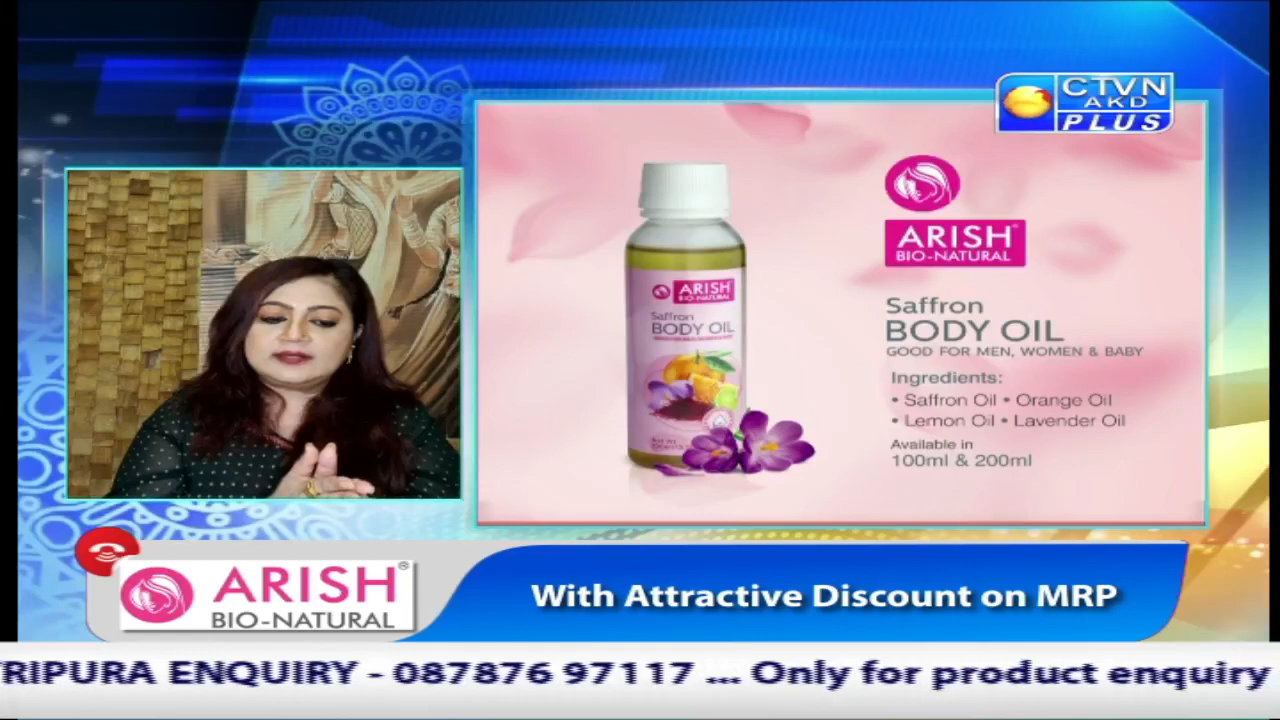 CTVN
AKD
PLUS
ARISH®
BIO-NATURAL
Saffron
BODY OIL
GOOD FOR MEN, WOMEN & BABY
Ingredients:
• Saffron Oil • Orange Oil
• Lemon Oil • Lavender Oil
Available in
100ml & 200ml
ARISH
BIO-NATURAL
Saffron
BODY OIL
ARISH®
BIO-NATURAL
With Attractive Discount on MRP
TRIPURA ENQUIRY - 087876 97117 ... Only for product enquiry